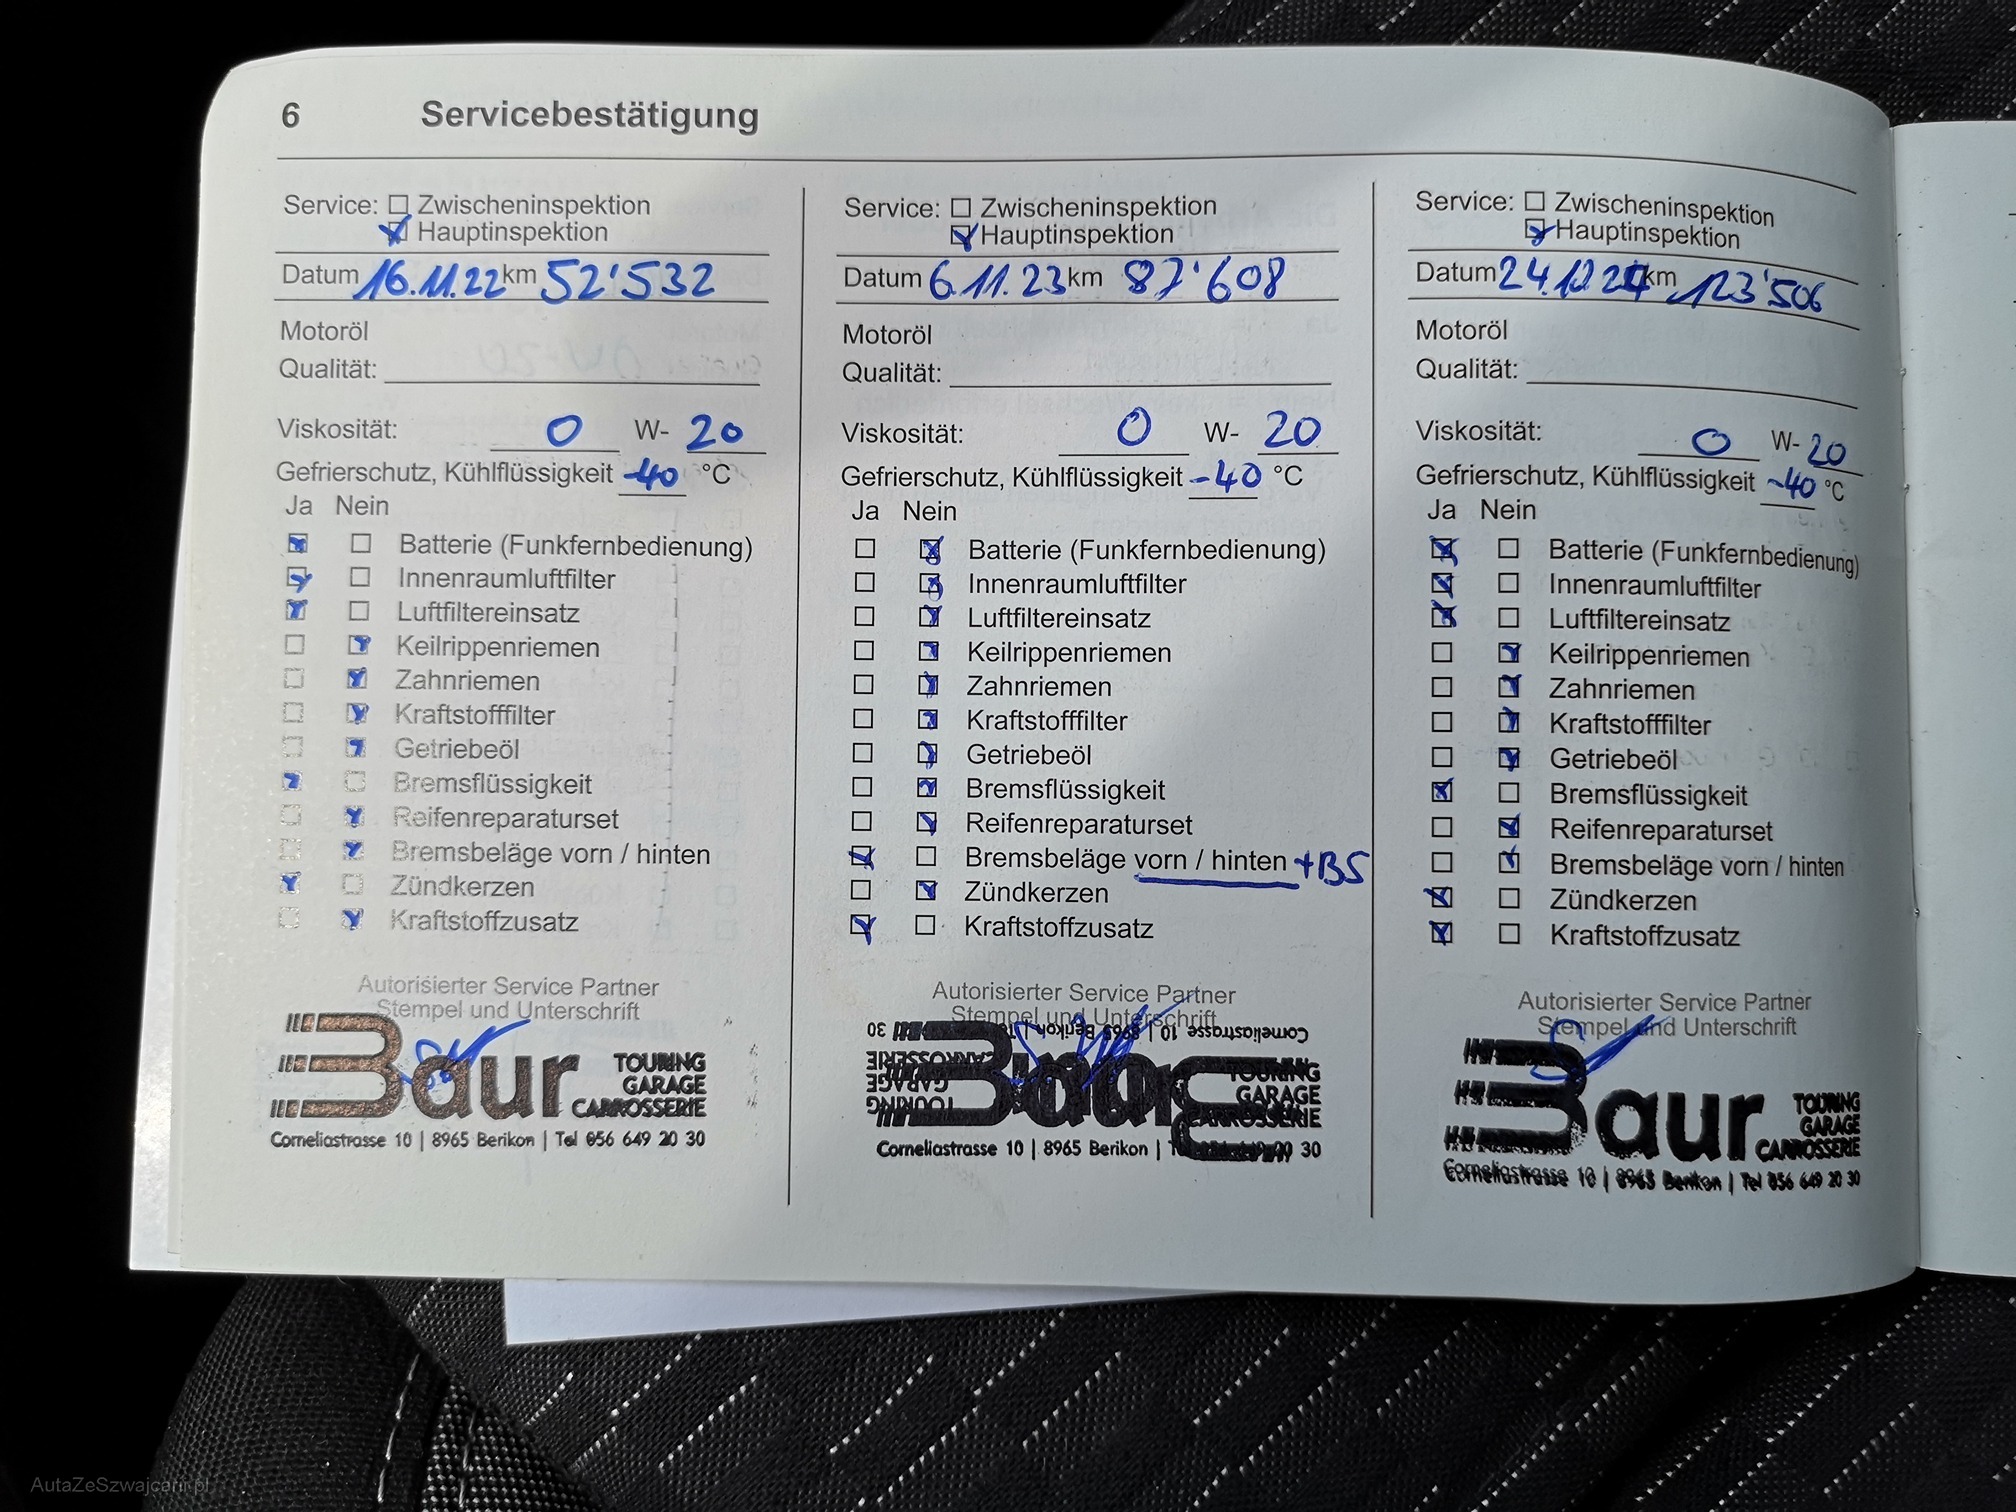 6 Servicebestätigung
Service: Zwischeninspektion
Hauptinspektion
Datum 16.11.22 km 52'532
Motoröl
Qualität:
Viskosität: 0 W- 20
Gefrierschutz, Kühlflüssigkeit -40 °C
Ja Nein
Batterie (Funkfernbedienung)
Innenraumluftfilter
Luftfiltereinsatz
Keilrippenriemen
Zahnriemen
Kraftstofffilter
Getriebeöl
Bremsflüssigkeit
Reifenreparaturset
Bremsbeläge vorn / hinten
Zündkerzen
Kraftstoffzusatz
Autorisierter Service Partner
Stempel und Unterschrift
Baur TOURING
GARAGE
CARROSSERIE
Corneliastrasse 10 | 8965 Berikon | Tel 056 649 20 30
Service: Zwischeninspektion
Hauptinspektion
Datum 6.11.23 km 87'608
Motoröl
Qualität:
Viskosität: 0 W- 20
Gefrierschutz, Kühlflüssigkeit -40 °C
Ja Nein
Batterie (Funkfernbedienung)
Innenraumluftfilter
Luftfiltereinsatz
Keilrippenriemen
Zahnriemen
Kraftstofffilter
Getriebeöl
Bremsflüssigkeit
Reifenreparaturset
Bremsbeläge vorn / hinten +BS
Zündkerzen
Kraftstoffzusatz
Autorisierter Service Partner
Stempel und Unterschrift
TOURING
GARAGE
CARROSSERIE
Corneliastrasse 10 | 8965 Berikon | 30
Service: Zwischeninspektion
Hauptinspektion
Datum 24.12.24 km 123'506
Motoröl
Qualität:
Viskosität: 0 W- 20
Gefrierschutz, Kühlflüssigkeit -40 °C
Ja Nein
Batterie (Funkfernbedienung)
Innenraumluftfilter
Luftfiltereinsatz
Keilrippenriemen
Zahnriemen
Kraftstofffilter
Getriebeöl
Bremsflüssigkeit
Reifenreparaturset
Bremsbeläge vorn / hinten
Zündkerzen
Kraftstoffzusatz
Autorisierter Service Partner
Stempel und Unterschrift
Baur TOURING
GARAGE
CARROSSERIE
Corneliastrasse 10 | 8965 Berikon | Tel 056 649 20 30
AutaZeSzwajcarii.pl